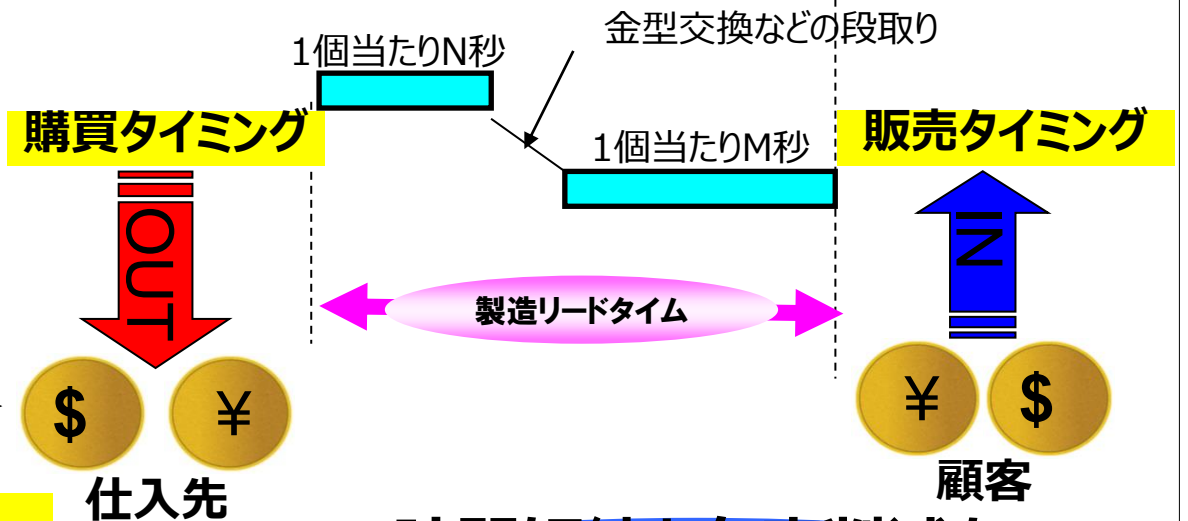 金型交換などの段取り
1個当たりN秒
購買タイミング
販売タイミング
1個当たりM秒
OUT
IN
製造リードタイム
$ ¥
¥ $
仕入先
顧客